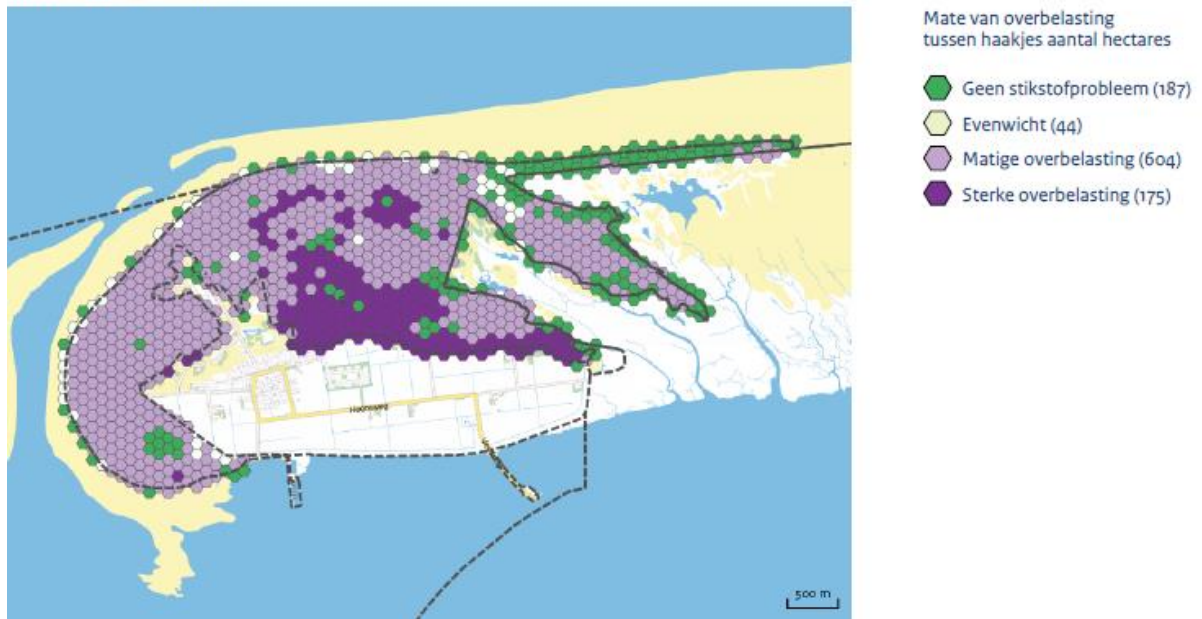 Mate van overbelasting
tussen haakjes aantal hectares
Geen stikstofprobleem (187)
Evenwicht (44)
Matige overbelasting (604)
Sterke overbelasting (175)
500 m